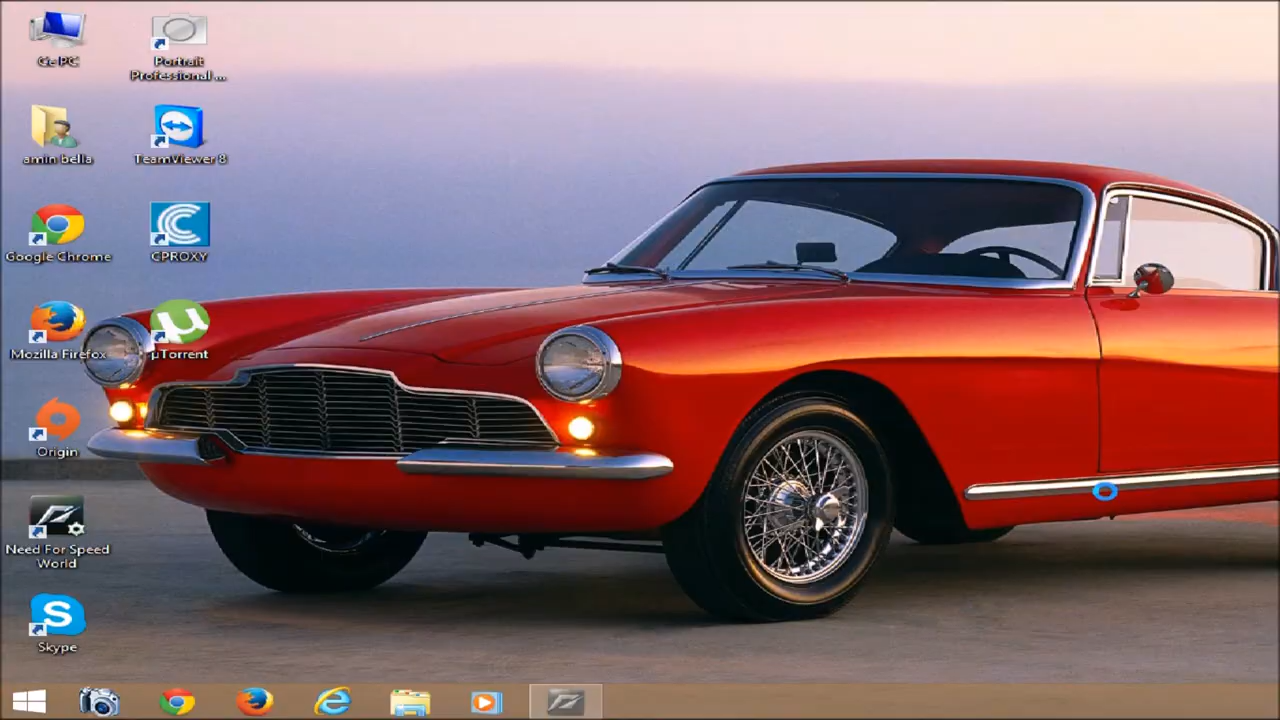 Ce PC
Portrait
Professional ...
amin bella
TeamViewer 8
Google Chrome
CPROXY
Mozilla Firefox
µTorrent
Origin
Need For Speed
World
Skype